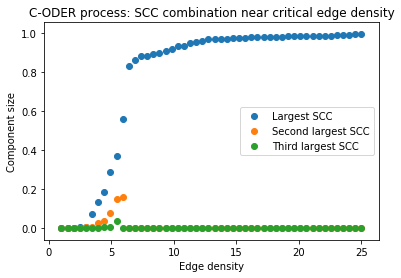 C-ODER process: SCC combination near critical edge density
Component size
1.0
0.8
0.6
0.4
0.2
0.0
Largest SCC
Second largest SCC
Third largest SCC
0
5
10
15
20
25
Edge density